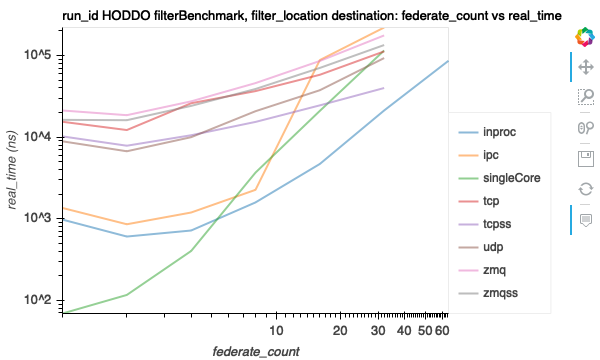 run_id HODDO filterBenchmark, filter_location destination: federate_count vs real_time
10^5
10^4
10^3
10^2
real_time (ns)
10
20
30
40
50
60
federate_count
inproc
ipc
singleCore
tcp
tcpss
udp
zmq
zmqss